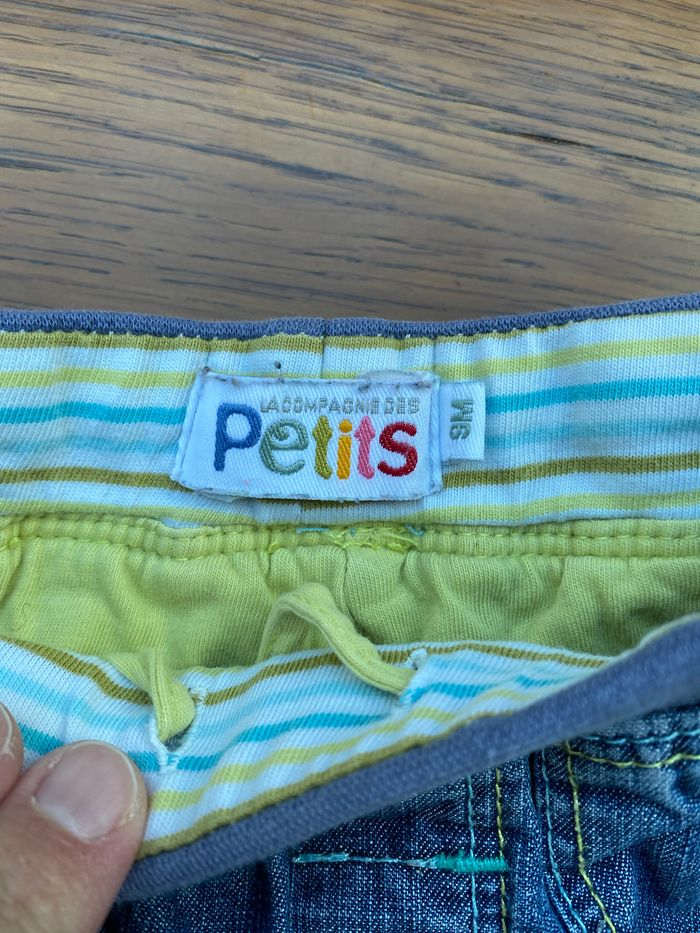 LA COMPAGNIE DES
Petits
9M